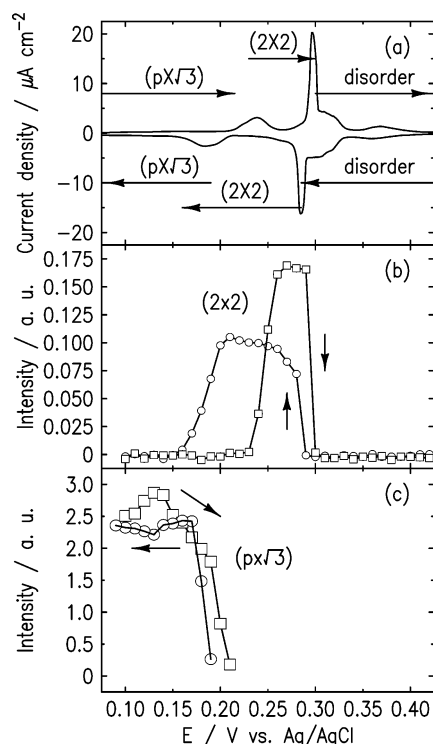 Current density / μA cm⁻²
20
10
0
−10
−20
(2X2)
(a)
(pX√3)
disorder
(pX√3)
disorder
(2X2)
Intensity / a. u.
0.175
0.150
0.125
0.100
0.075
0.050
0.025
0.00
(b)
(2x2)
Intensity / a. u.
3.0
2.5
2.0
1.5
1.0
0.5
0
(c)
(px√3)
0.10 0.15 0.20 0.25 0.30 0.35 0.40
E / V vs. Ag/AgCl